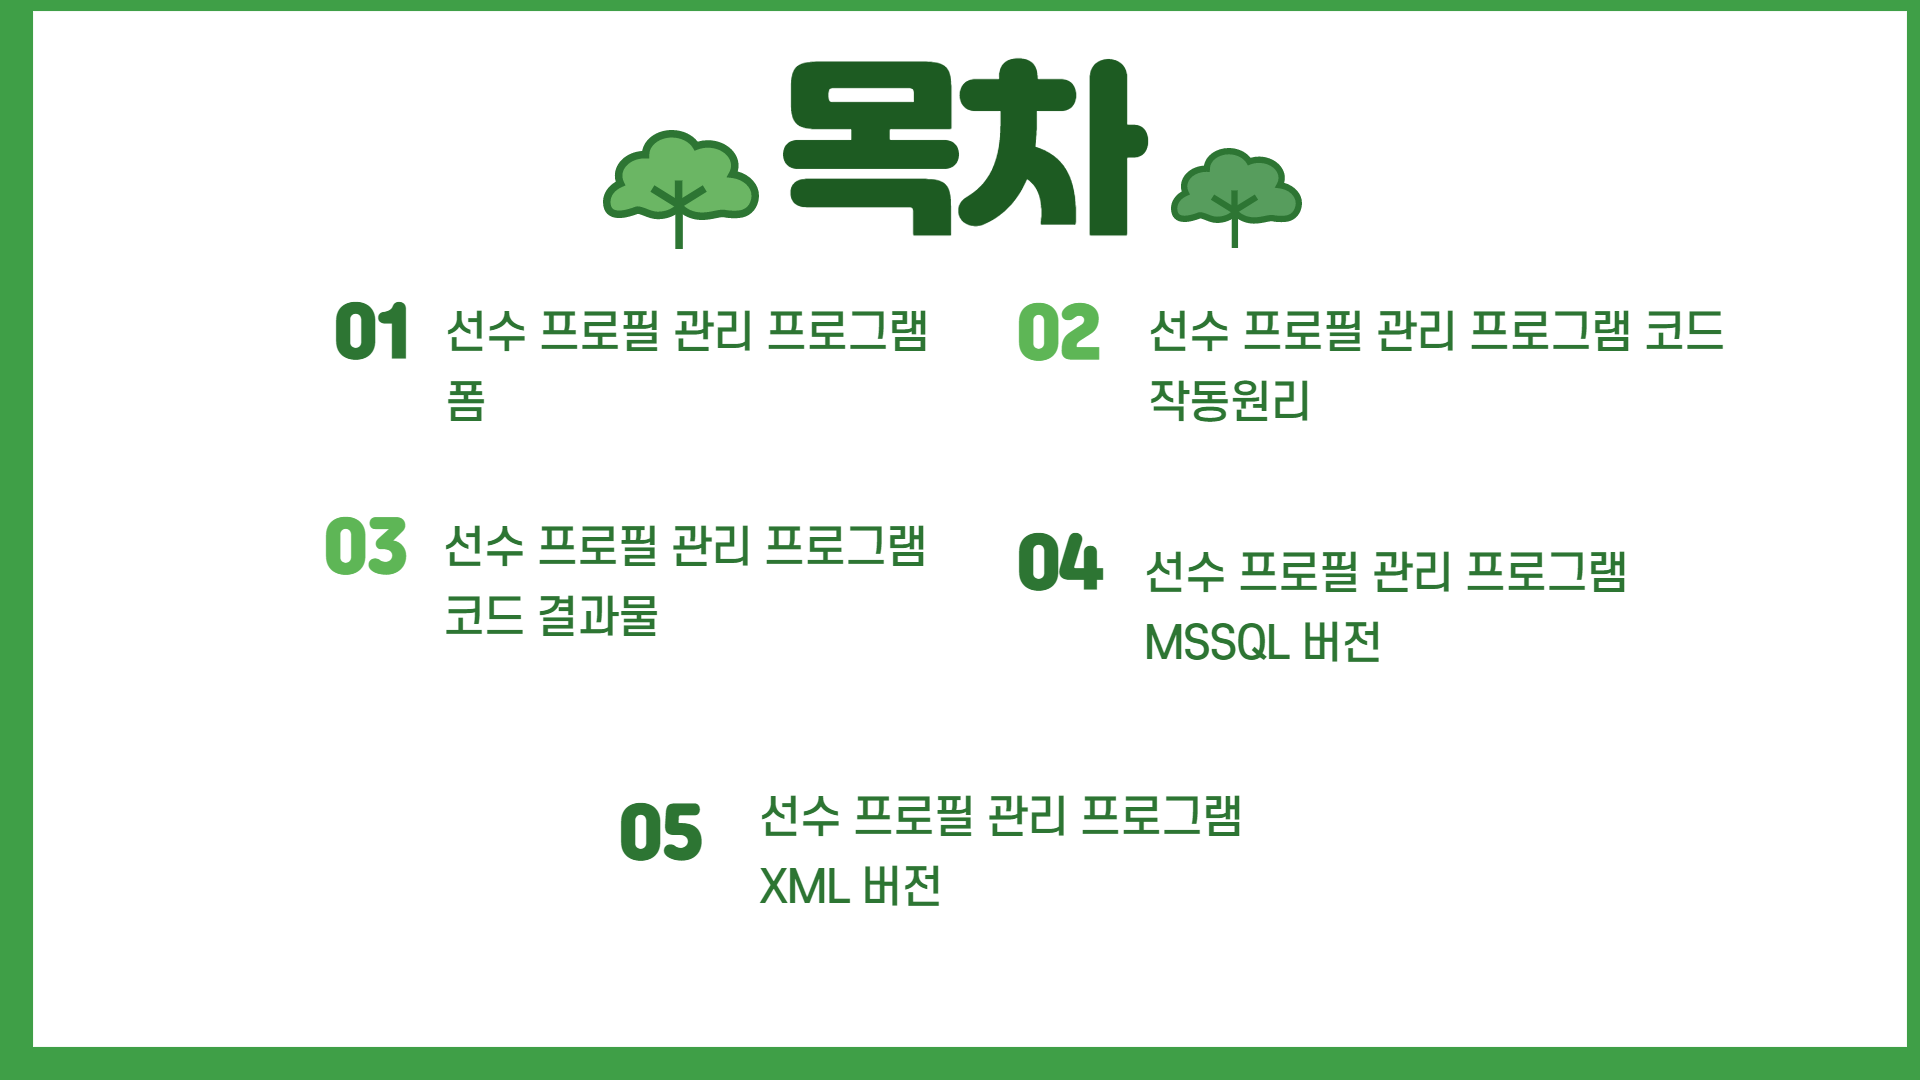 목차
01 선수 프로필 관리 프로그램
폼
02 선수 프로필 관리 프로그램 코드
작동원리
03 선수 프로필 관리 프로그램
코드 결과물
04 선수 프로필 관리 프로그램
MSSQL 버전
05 선수 프로필 관리 프로그램
XML 버전